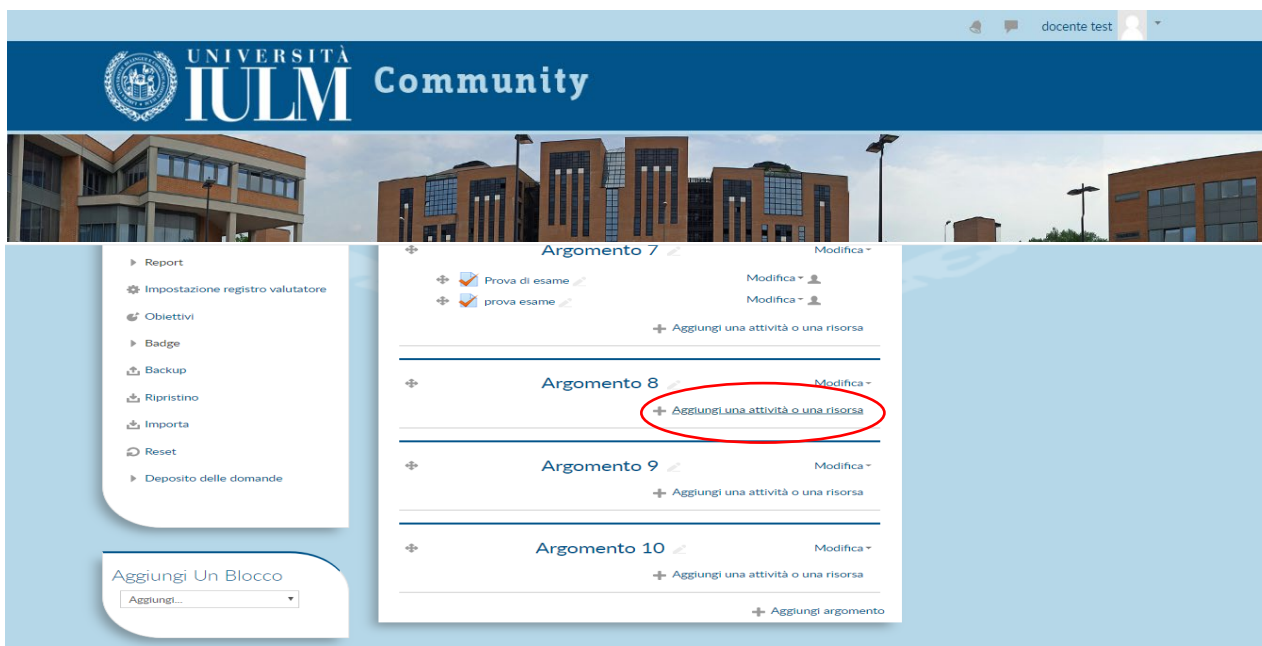 docente test
UNIVERSITÀ
IULM
Community
Report
Impostazione registro valutatore
Obiettivi
Badge
Backup
Ripristino
Importa
Reset
Deposito delle domande
Aggiungi Un Blocco
Aggiungi...
Argomento 7 Modifica
Prova di esame Modifica
prova esame Modifica
Aggiungi una attività o una risorsa
Argomento 8 Modifica
Aggiungi una attività o una risorsa
Argomento 9 Modifica
Aggiungi una attività o una risorsa
Argomento 10 Modifica
Aggiungi una attività o una risorsa
Aggiungi argomento